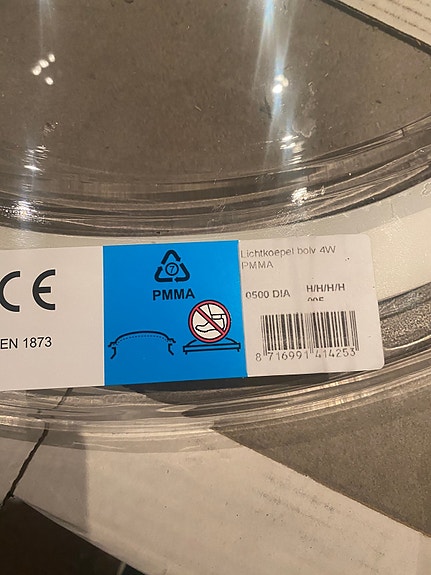 CE
EN 1873
7
PMMA
Lichtkoepel bolv 4W
PMMA
0500 DIA H/H/H/H
8 716991 414253